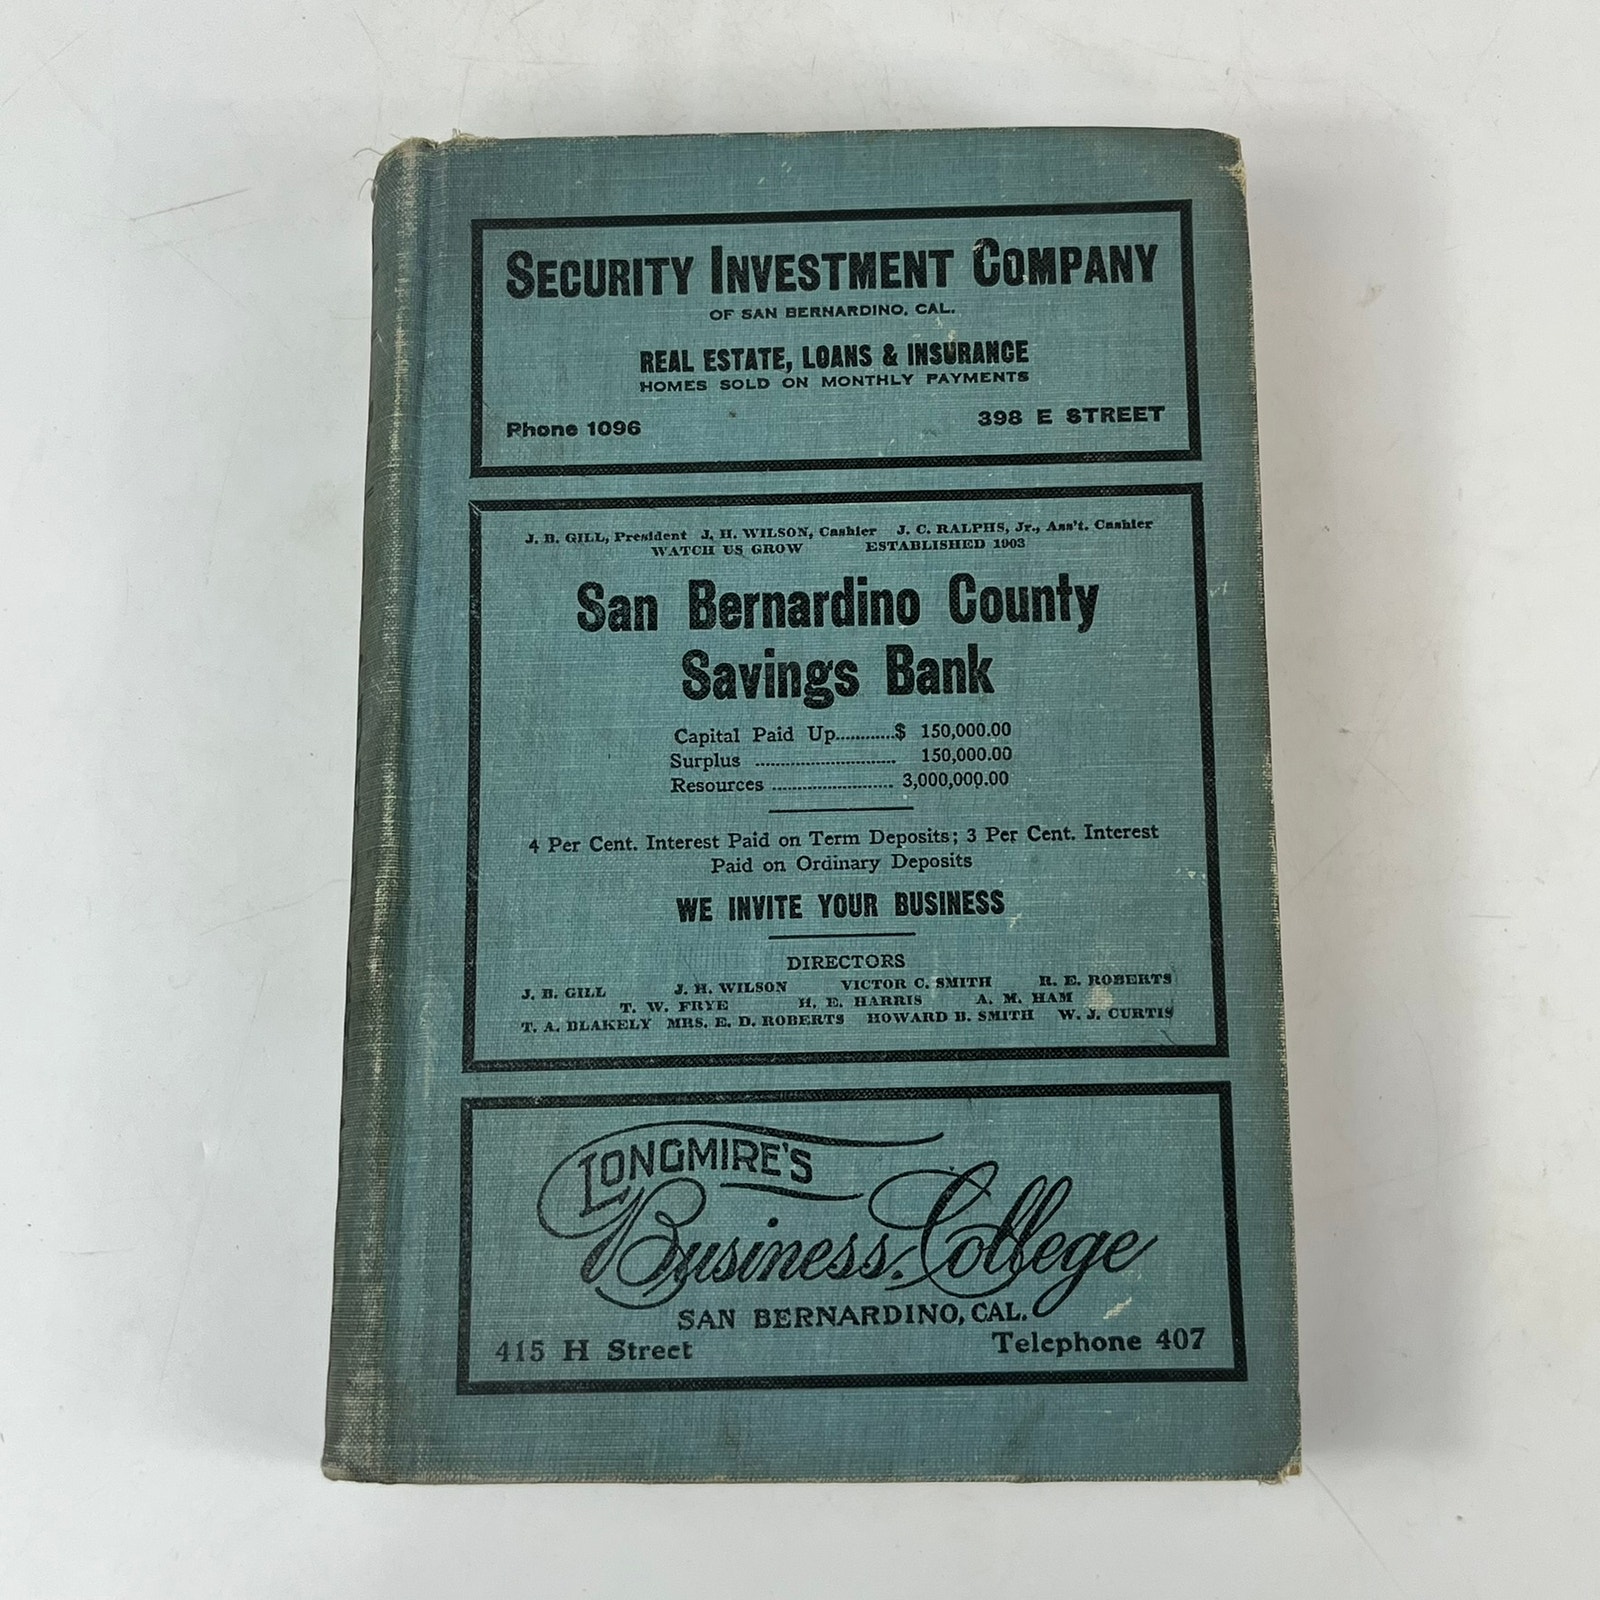 SECURITY INVESTMENT COMPANY
OF SAN BERNARDINO, CAL.
REAL ESTATE, LOANS & INSURANCE
HOMES SOLD ON MONTHLY PAYMENTS
Phone 1096 398 E STREET
J. B. GILL, President J. H. WILSON, Cashier J. C. RALPHS, Jr., Ass't. Cashier
WATCH US GROW ESTABLISHED 1903
San Bernardino County
Savings Bank
Capital Paid Up............$ 150,000.00
Surplus ............................ 150,000.00
Resources ........................ 3,000,000.00
4 Per Cent. Interest Paid on Term Deposits; 3 Per Cent. Interest
Paid on Ordinary Deposits
WE INVITE YOUR BUSINESS
DIRECTORS
J. B. GILL J. H. WILSON VICTOR C. SMITH R. E. ROBERTS
T. W. FRYE H. E. HARRIS A. M. HAM
T. A. BLAKELY MRS. E. D. ROBERTS HOWARD B. SMITH W. J. CURTIS
LONGMIRE'S
Business College
SAN BERNARDINO, CAL.
415 H Street Telephone 407